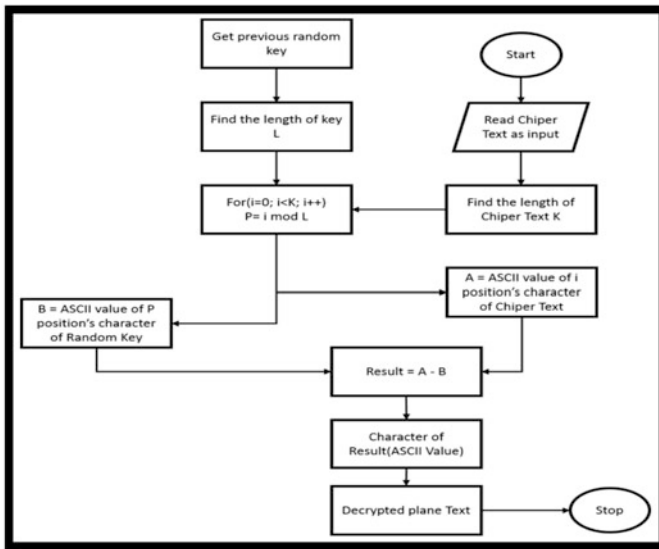 Get previous random
key
Start
Find the length of key
L
Read Chiper
Text as input
For(i=0; i<K; i++)
P= i mod L
Find the length of
Chiper Text K
B = ASCII value of P
position's character
of Random Key
A = ASCII value of i
position's character
of Chiper Text
Result = A - B
Character of
Result(ASCII Value)
Decrypted plane Text
Stop